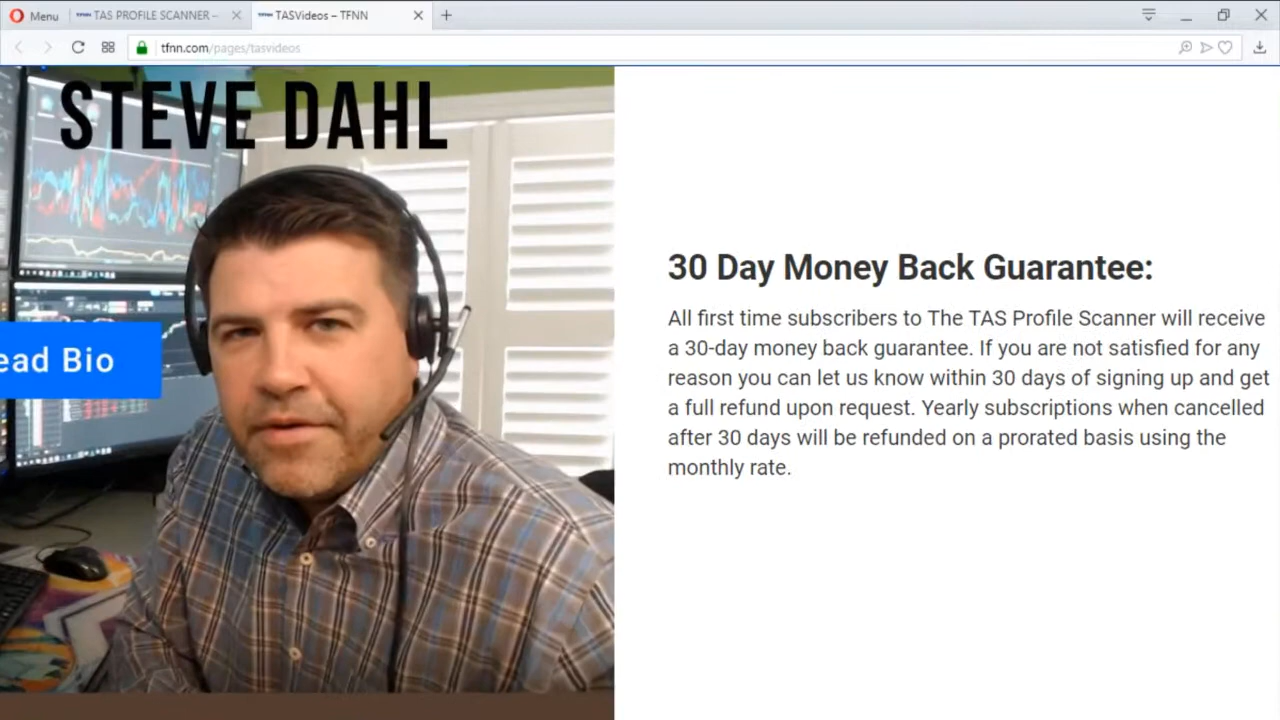 Menu
TAS PROFILE SCANNER –
TASVideos – TFNN
tfnn.com/pages/tasvideos
STEVE DAHL
ead Bio
30 Day Money Back Guarantee:
All first time subscribers to The TAS Profile Scanner will receive
a 30-day money back guarantee. If you are not satisfied for any
reason you can let us know within 30 days of signing up and get
a full refund upon request. Yearly subscriptions when cancelled
after 30 days will be refunded on a prorated basis using the
monthly rate.